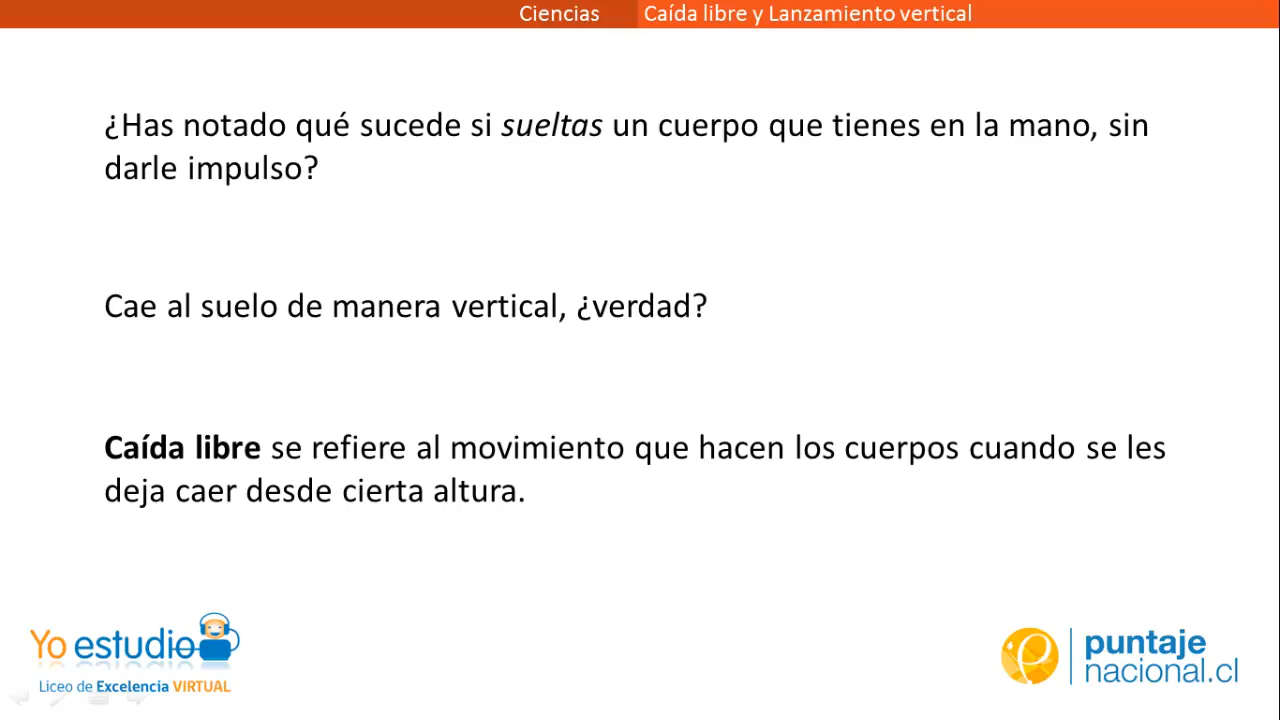 Ciencias Caída libre y Lanzamiento vertical
¿Has notado qué sucede si sueltas un cuerpo que tienes en la mano, sin
darle impulso?
Cae al suelo de manera vertical, ¿verdad?
Caída libre se refiere al movimiento que hacen los cuerpos cuando se les
deja caer desde cierta altura.
Yo estudio
Liceo de Excelencia VIRTUAL
puntaje
nacional.cl